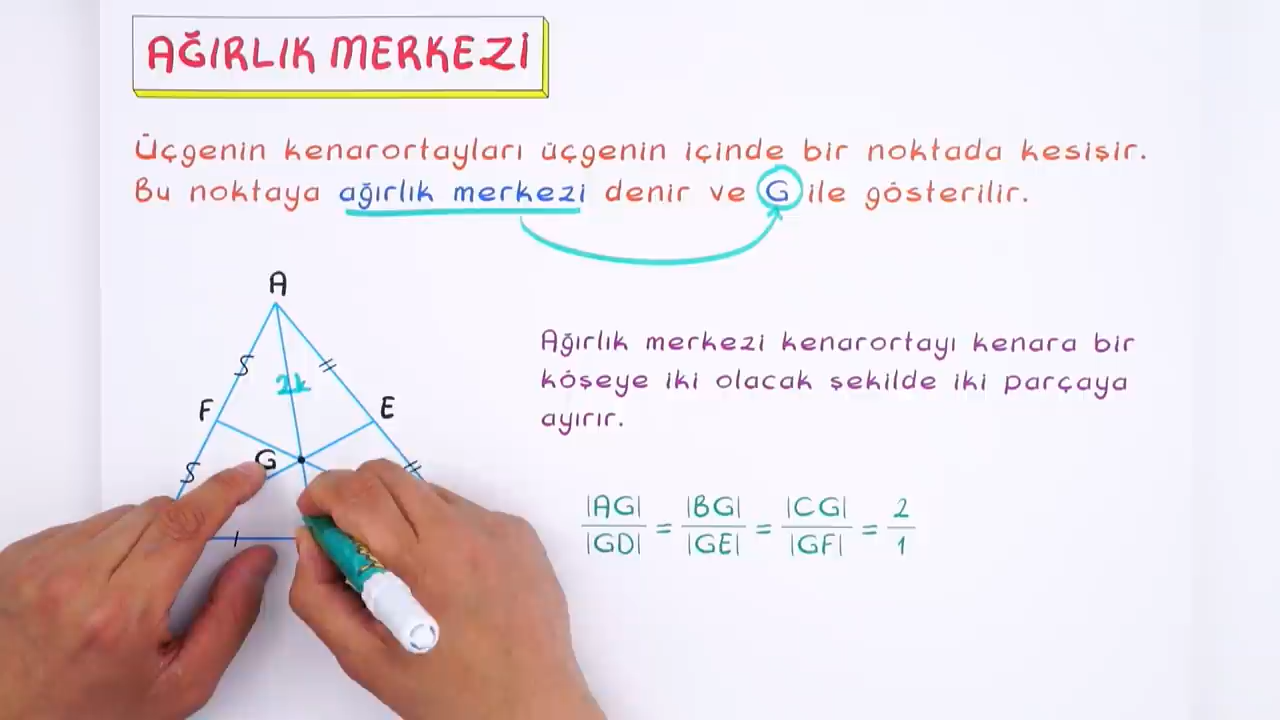 AĞIRLIK MERKEZİ
Üçgenin kenarortayları üçgenin içinde bir noktada kesişir.
Bu noktaya ağırlık merkezi denir ve G ile gösterilir.
A
Ağırlık merkezi kenarortayı kenara bir
köşeye iki olacak şekilde iki parçaya
ayırır.
2k
F
E
G
|AG| / |GD| = |BG| / |GE| = |CG| / |GF| = 2 / 1